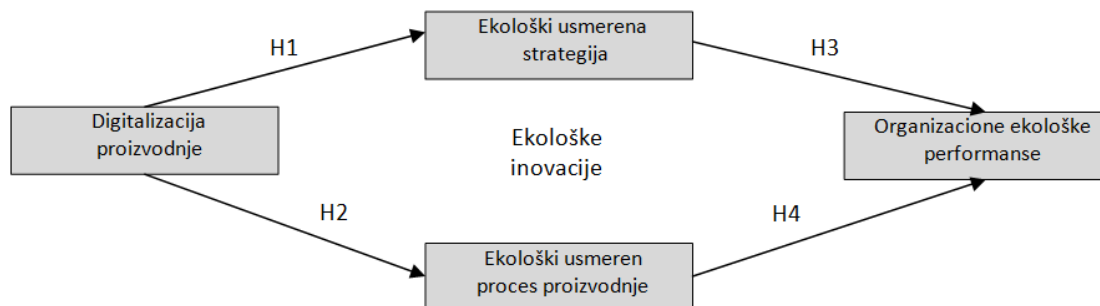 Ekološki usmerena
strategija
H1
H3
Digitalizacija
proizvodnje
Ekološke
inovacije
Organizacione ekološke
performanse
H2
H4
Ekološki usmeren
proces proizvodnje